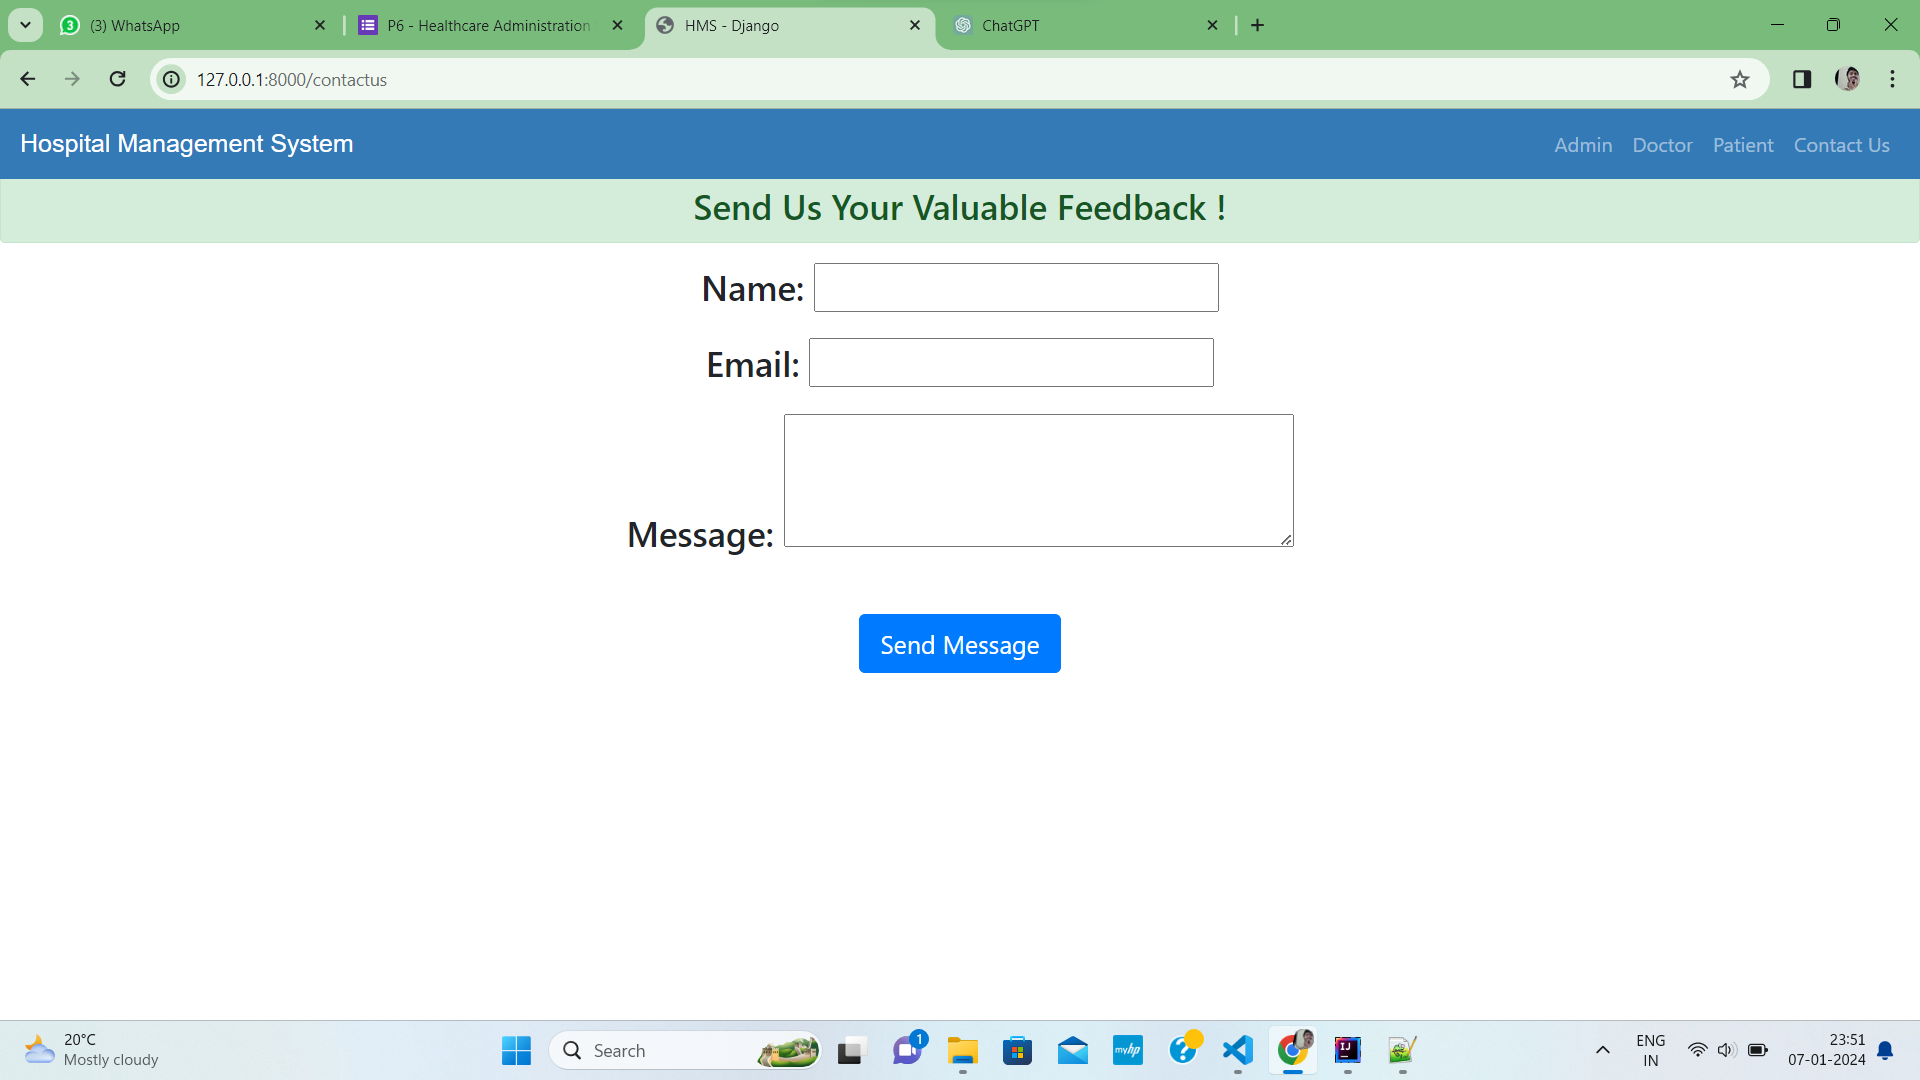 (3) WhatsApp
P6 - Healthcare Administration
HMS - Django
ChatGPT
127.0.0.1:8000/contactus
Hospital Management System
Admin Doctor Patient Contact Us
Send Us Your Valuable Feedback !
Name:
Email:
Message:
Send Message
20°C
Mostly cloudy
Search
1
myhp
ENG
IN
23:51
07-01-2024